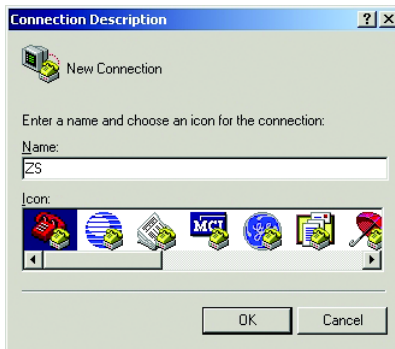 Connection Description
New Connection
Enter a name and choose an icon for the connection:
Name:
ZS
Icon:
MCI
OK
Cancel